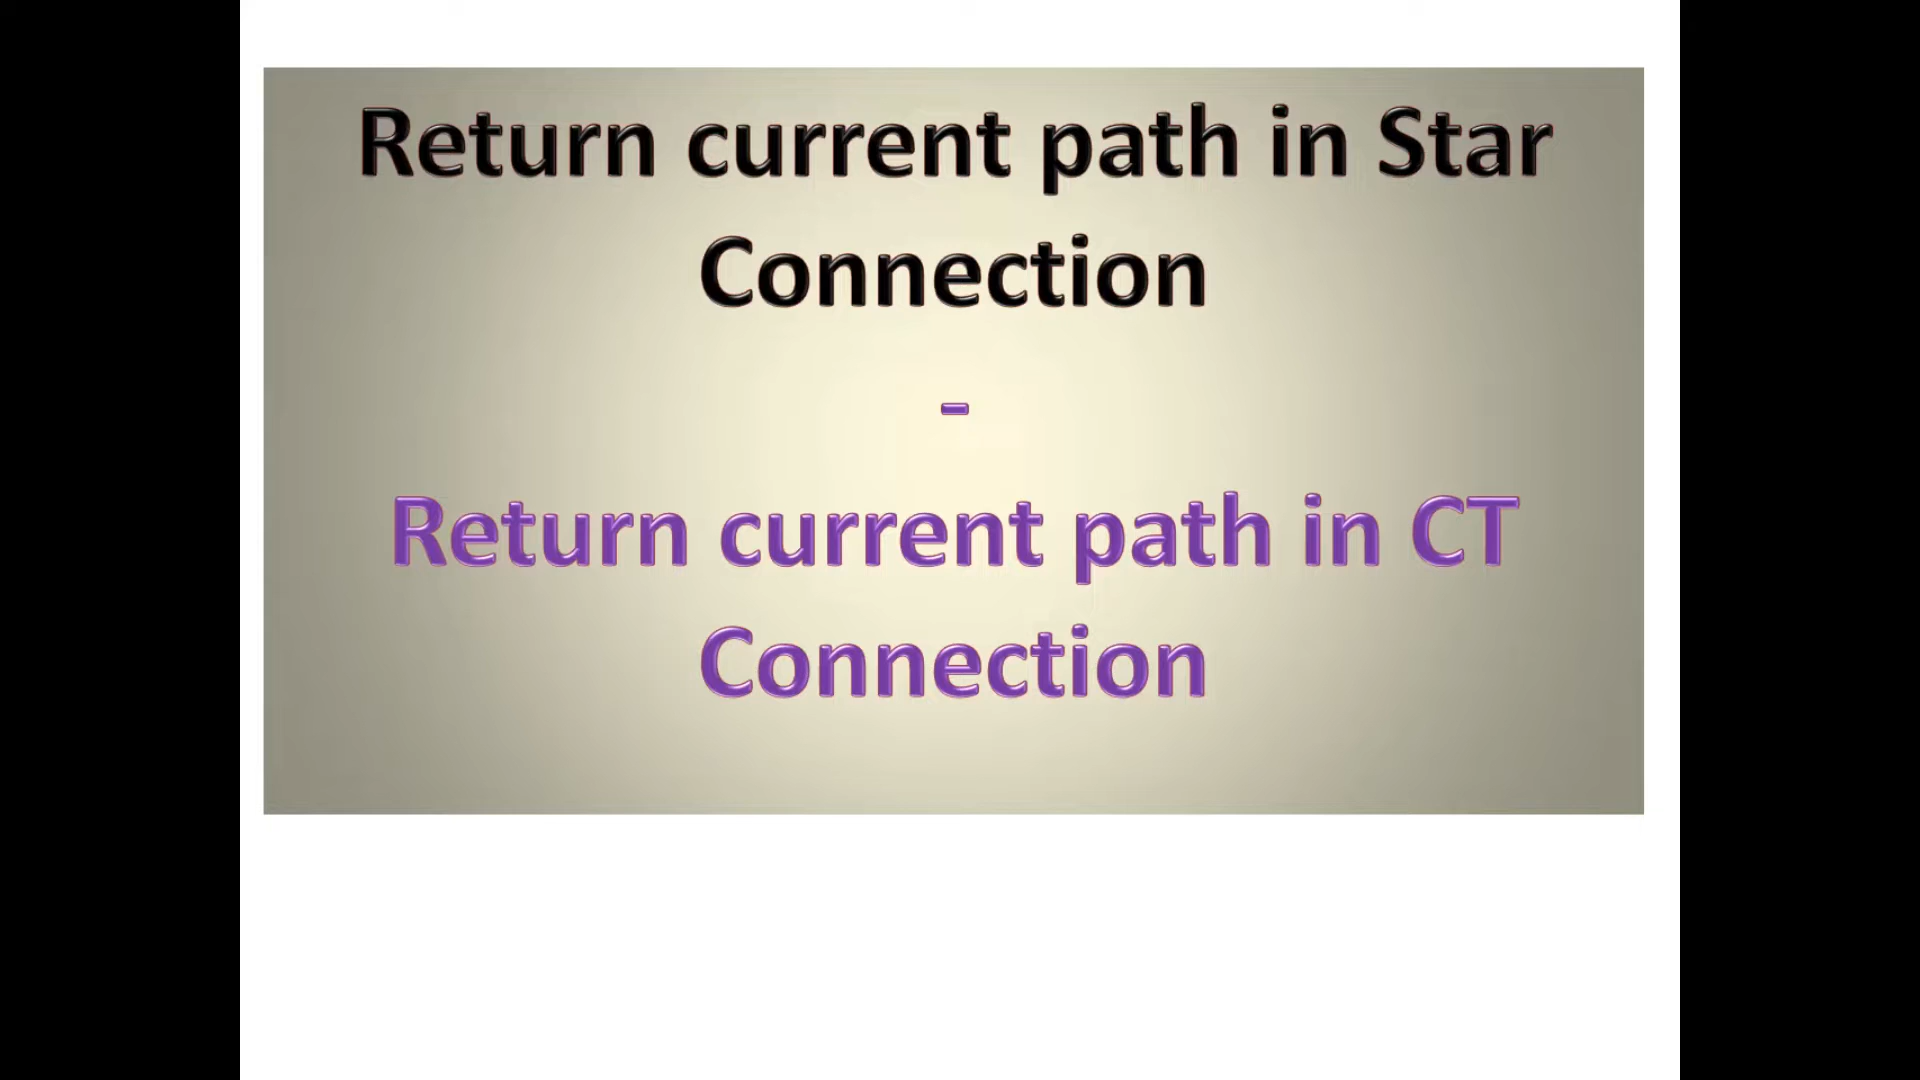 Return current path in Star
Connection
-
Return current path in CT
Connection